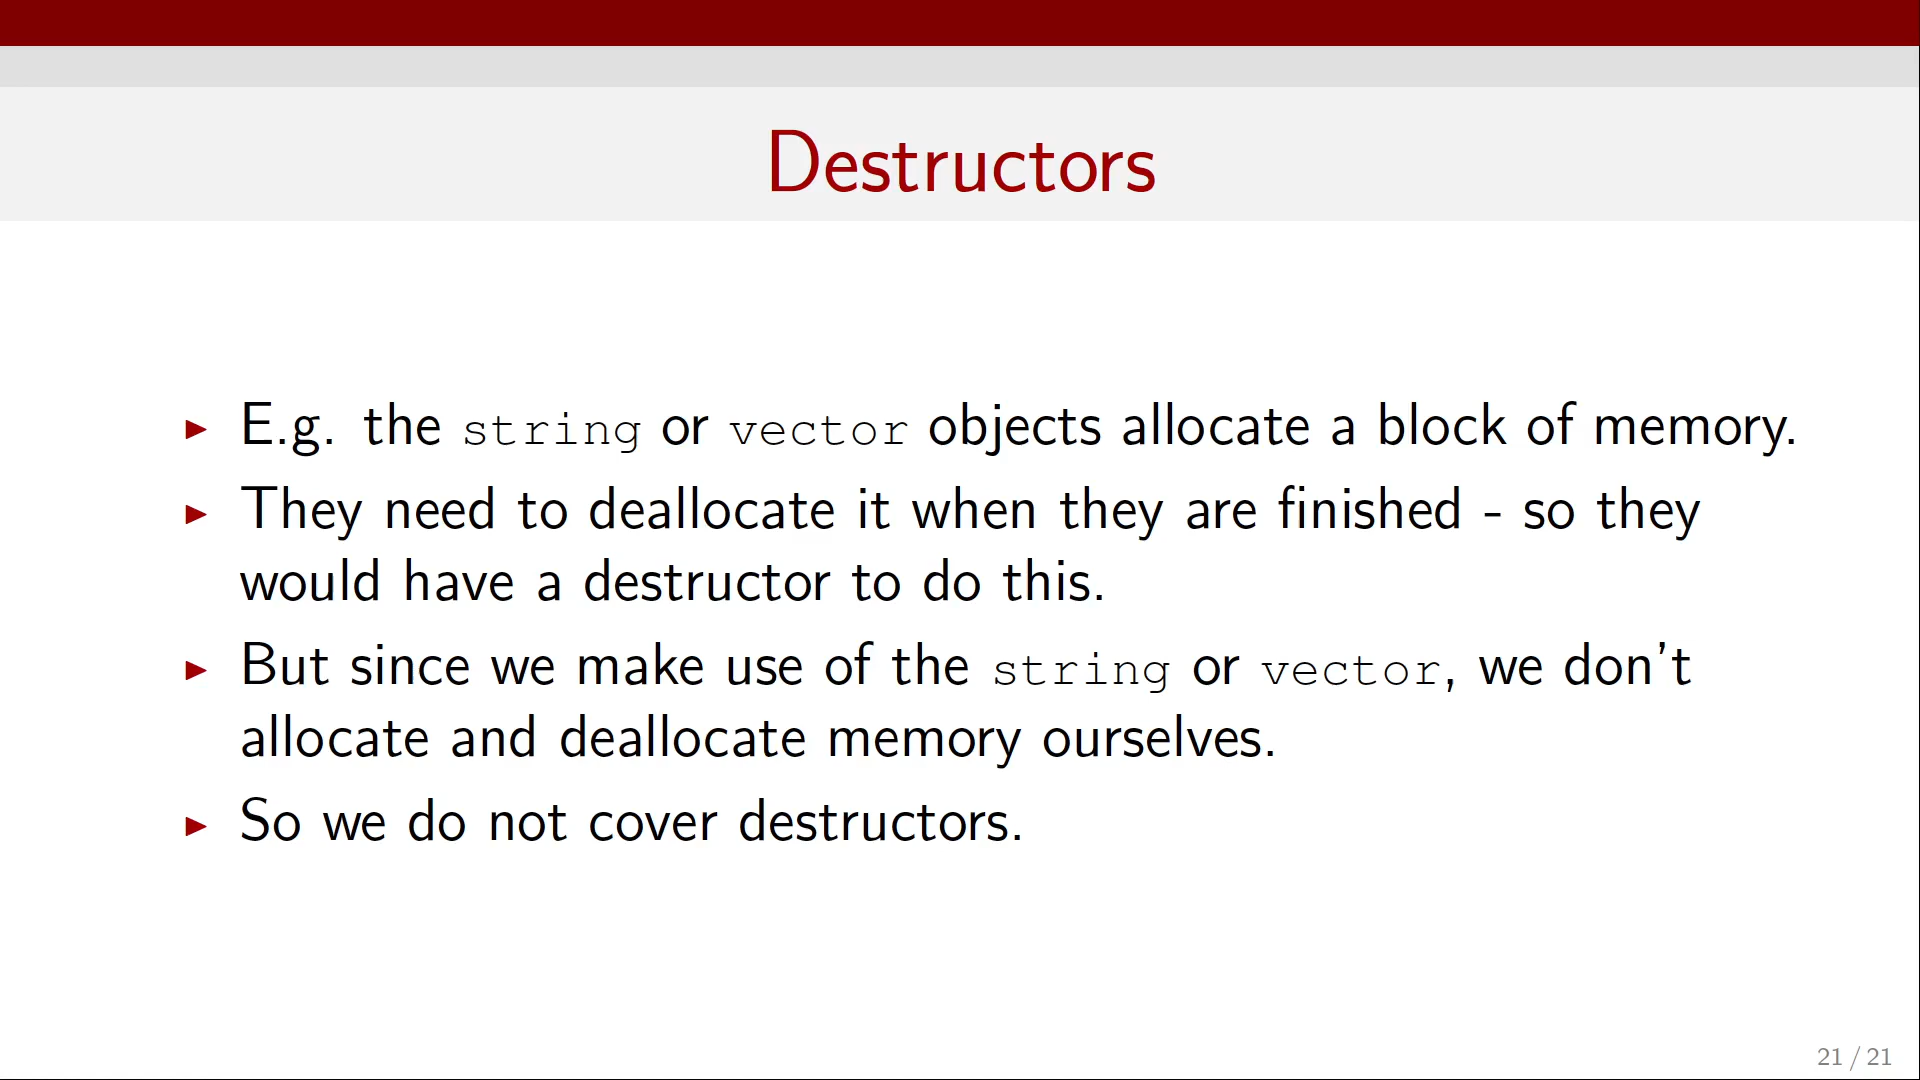 Destructors
E.g. the string or vector objects allocate a block of memory.
They need to deallocate it when they are finished - so they
would have a destructor to do this.
But since we make use of the string or vector, we don't
allocate and deallocate memory ourselves.
So we do not cover destructors.
21 / 21